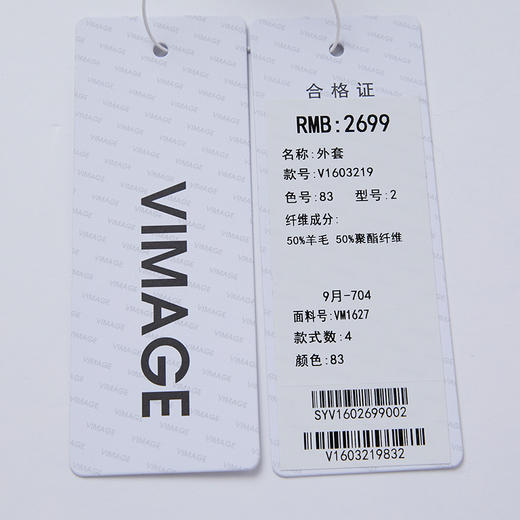 VIMAGE
合格证
RMB:2699
名称:外套
款号:V1603219
色号:83 型号:2
纤维成分:
50%羊毛 50%聚酯纤维
9月-704
面料号:VM1627
款式数:4
颜色:83
SYV1602699002
V1603219832